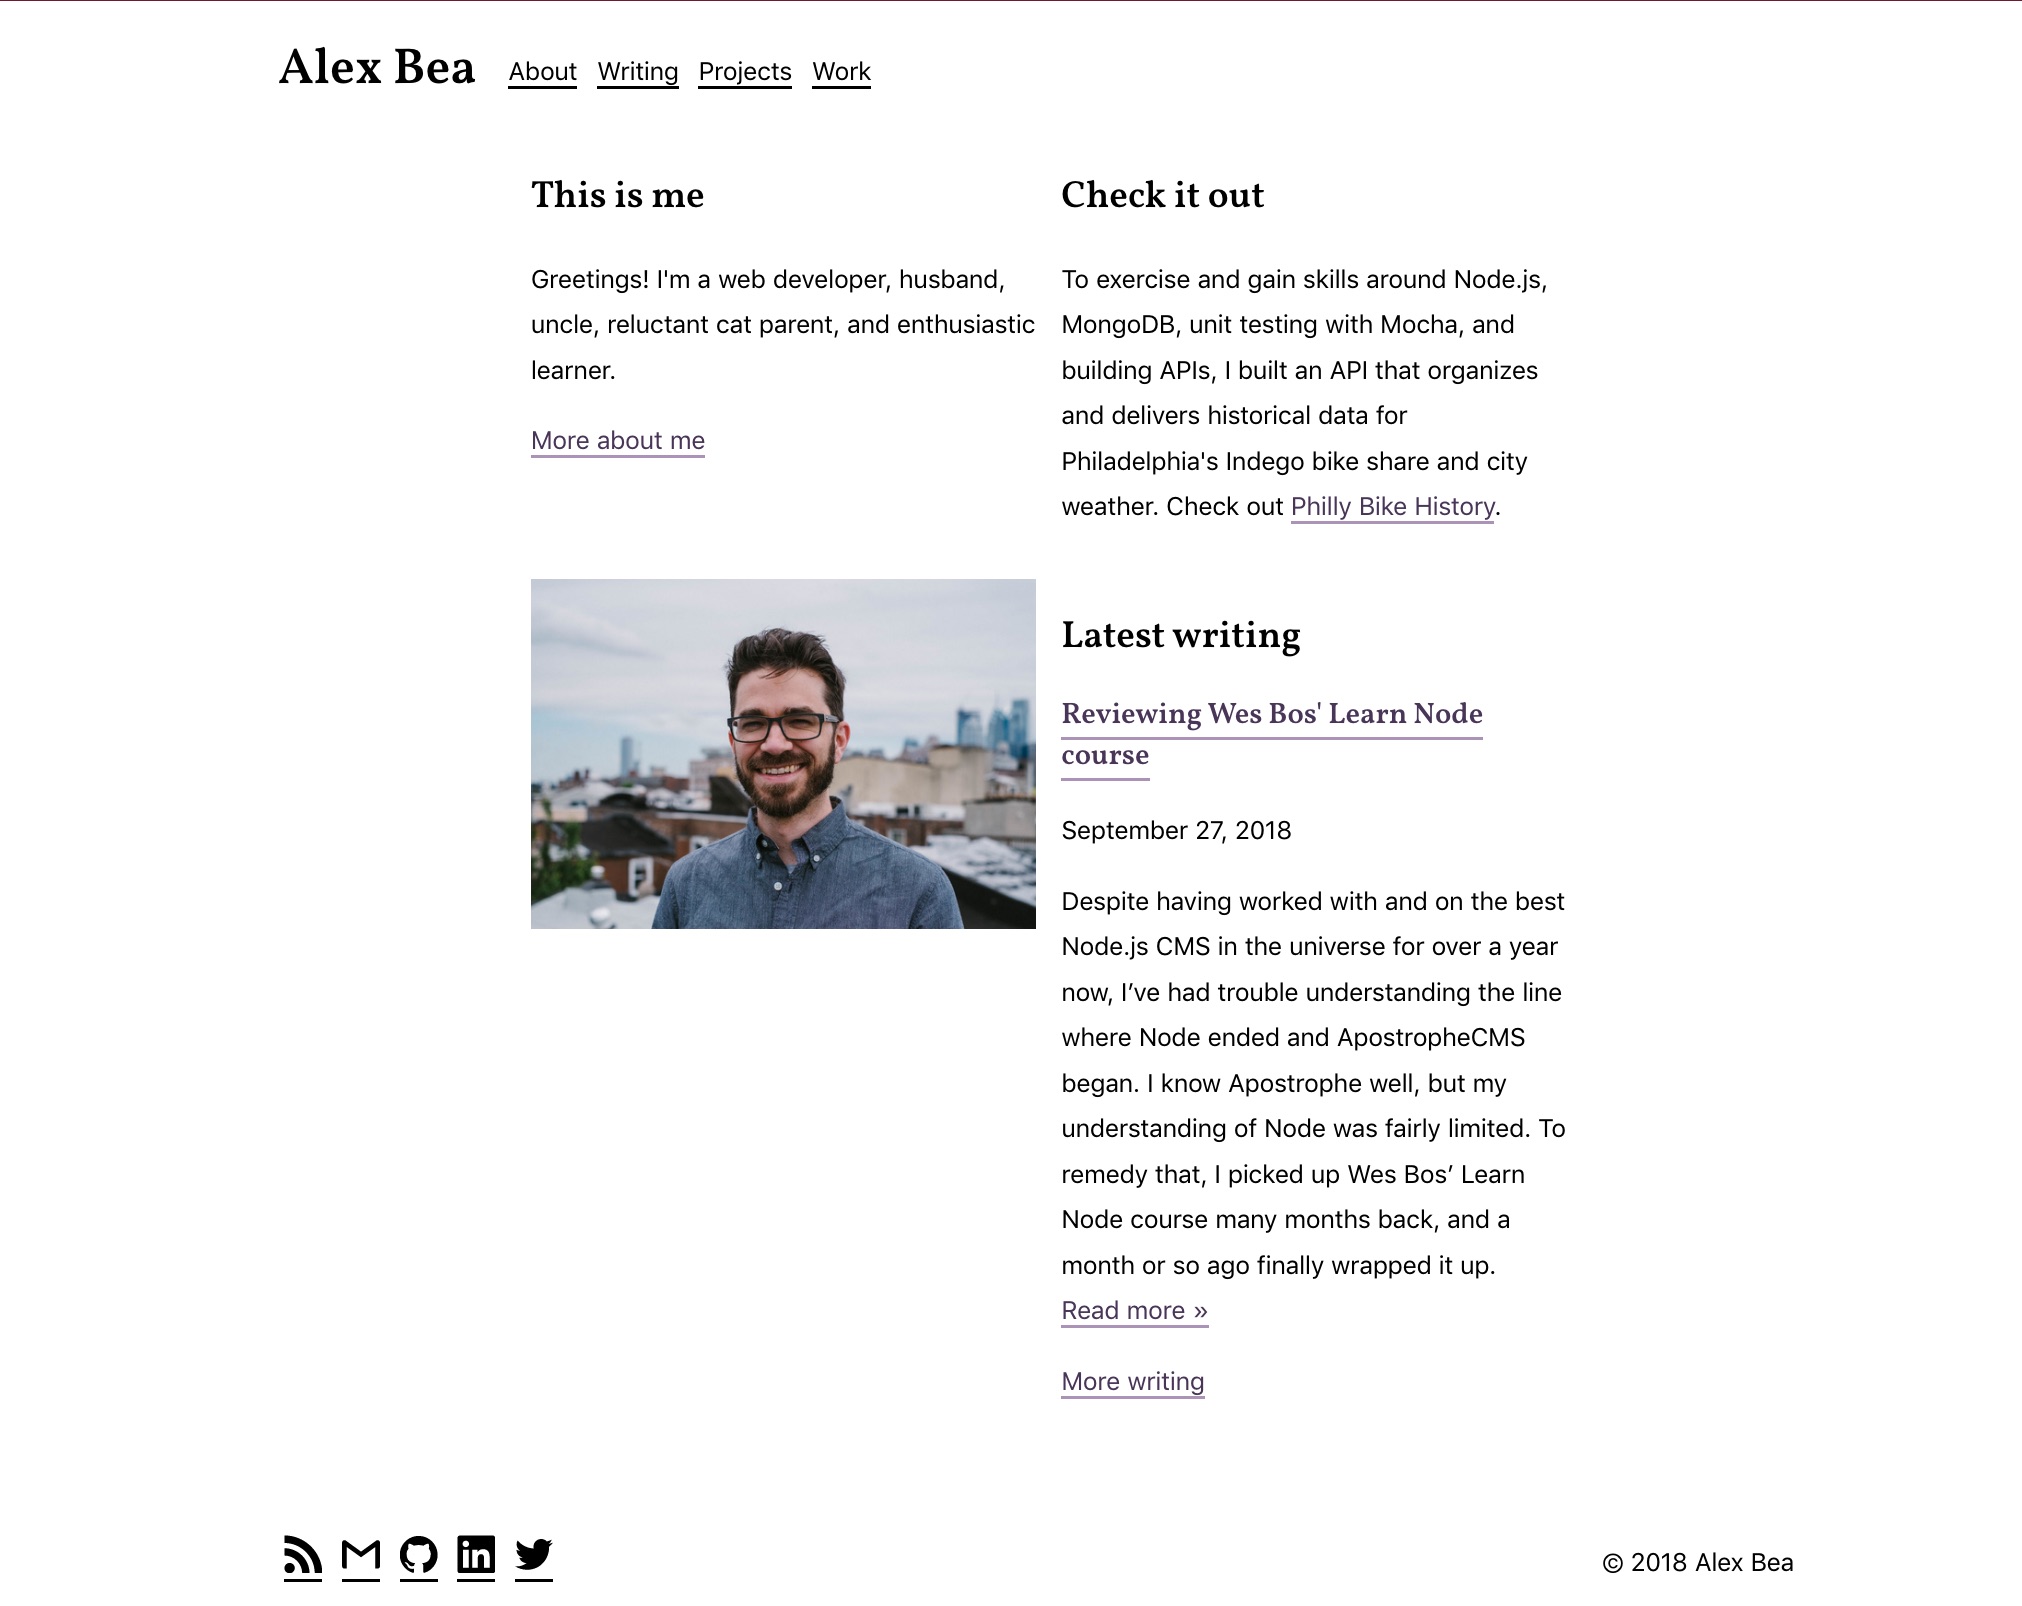 Alex Bea
About Writing Projects Work
This is me
Greetings! I'm a web developer, husband,
uncle, reluctant cat parent, and enthusiastic
learner.
More about me
Check it out
To exercise and gain skills around Node.js,
MongoDB, unit testing with Mocha, and
building APIs, I built an API that organizes
and delivers historical data for
Philadelphia's Indego bike share and city
weather. Check out Philly Bike History.
Latest writing
Reviewing Wes Bos' Learn Node
course
September 27, 2018
Despite having worked with and on the best
Node.js CMS in the universe for over a year
now, I’ve had trouble understanding the line
where Node ended and ApostropheCMS
began. I know Apostrophe well, but my
understanding of Node was fairly limited. To
remedy that, I picked up Wes Bos’ Learn
Node course many months back, and a
month or so ago finally wrapped it up.
Read more »
More writing
in
© 2018 Alex Bea